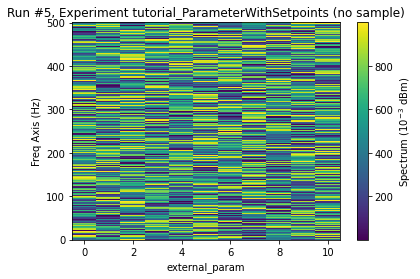 Run #5, Experiment tutorial_ParameterWithSetpoints (no sample)
500
400
300
200
100
0
Freq Axis (Hz)
0 2 4 6 8 10
external_param
800
600
400
200
Spectrum (10⁻³ dBm)